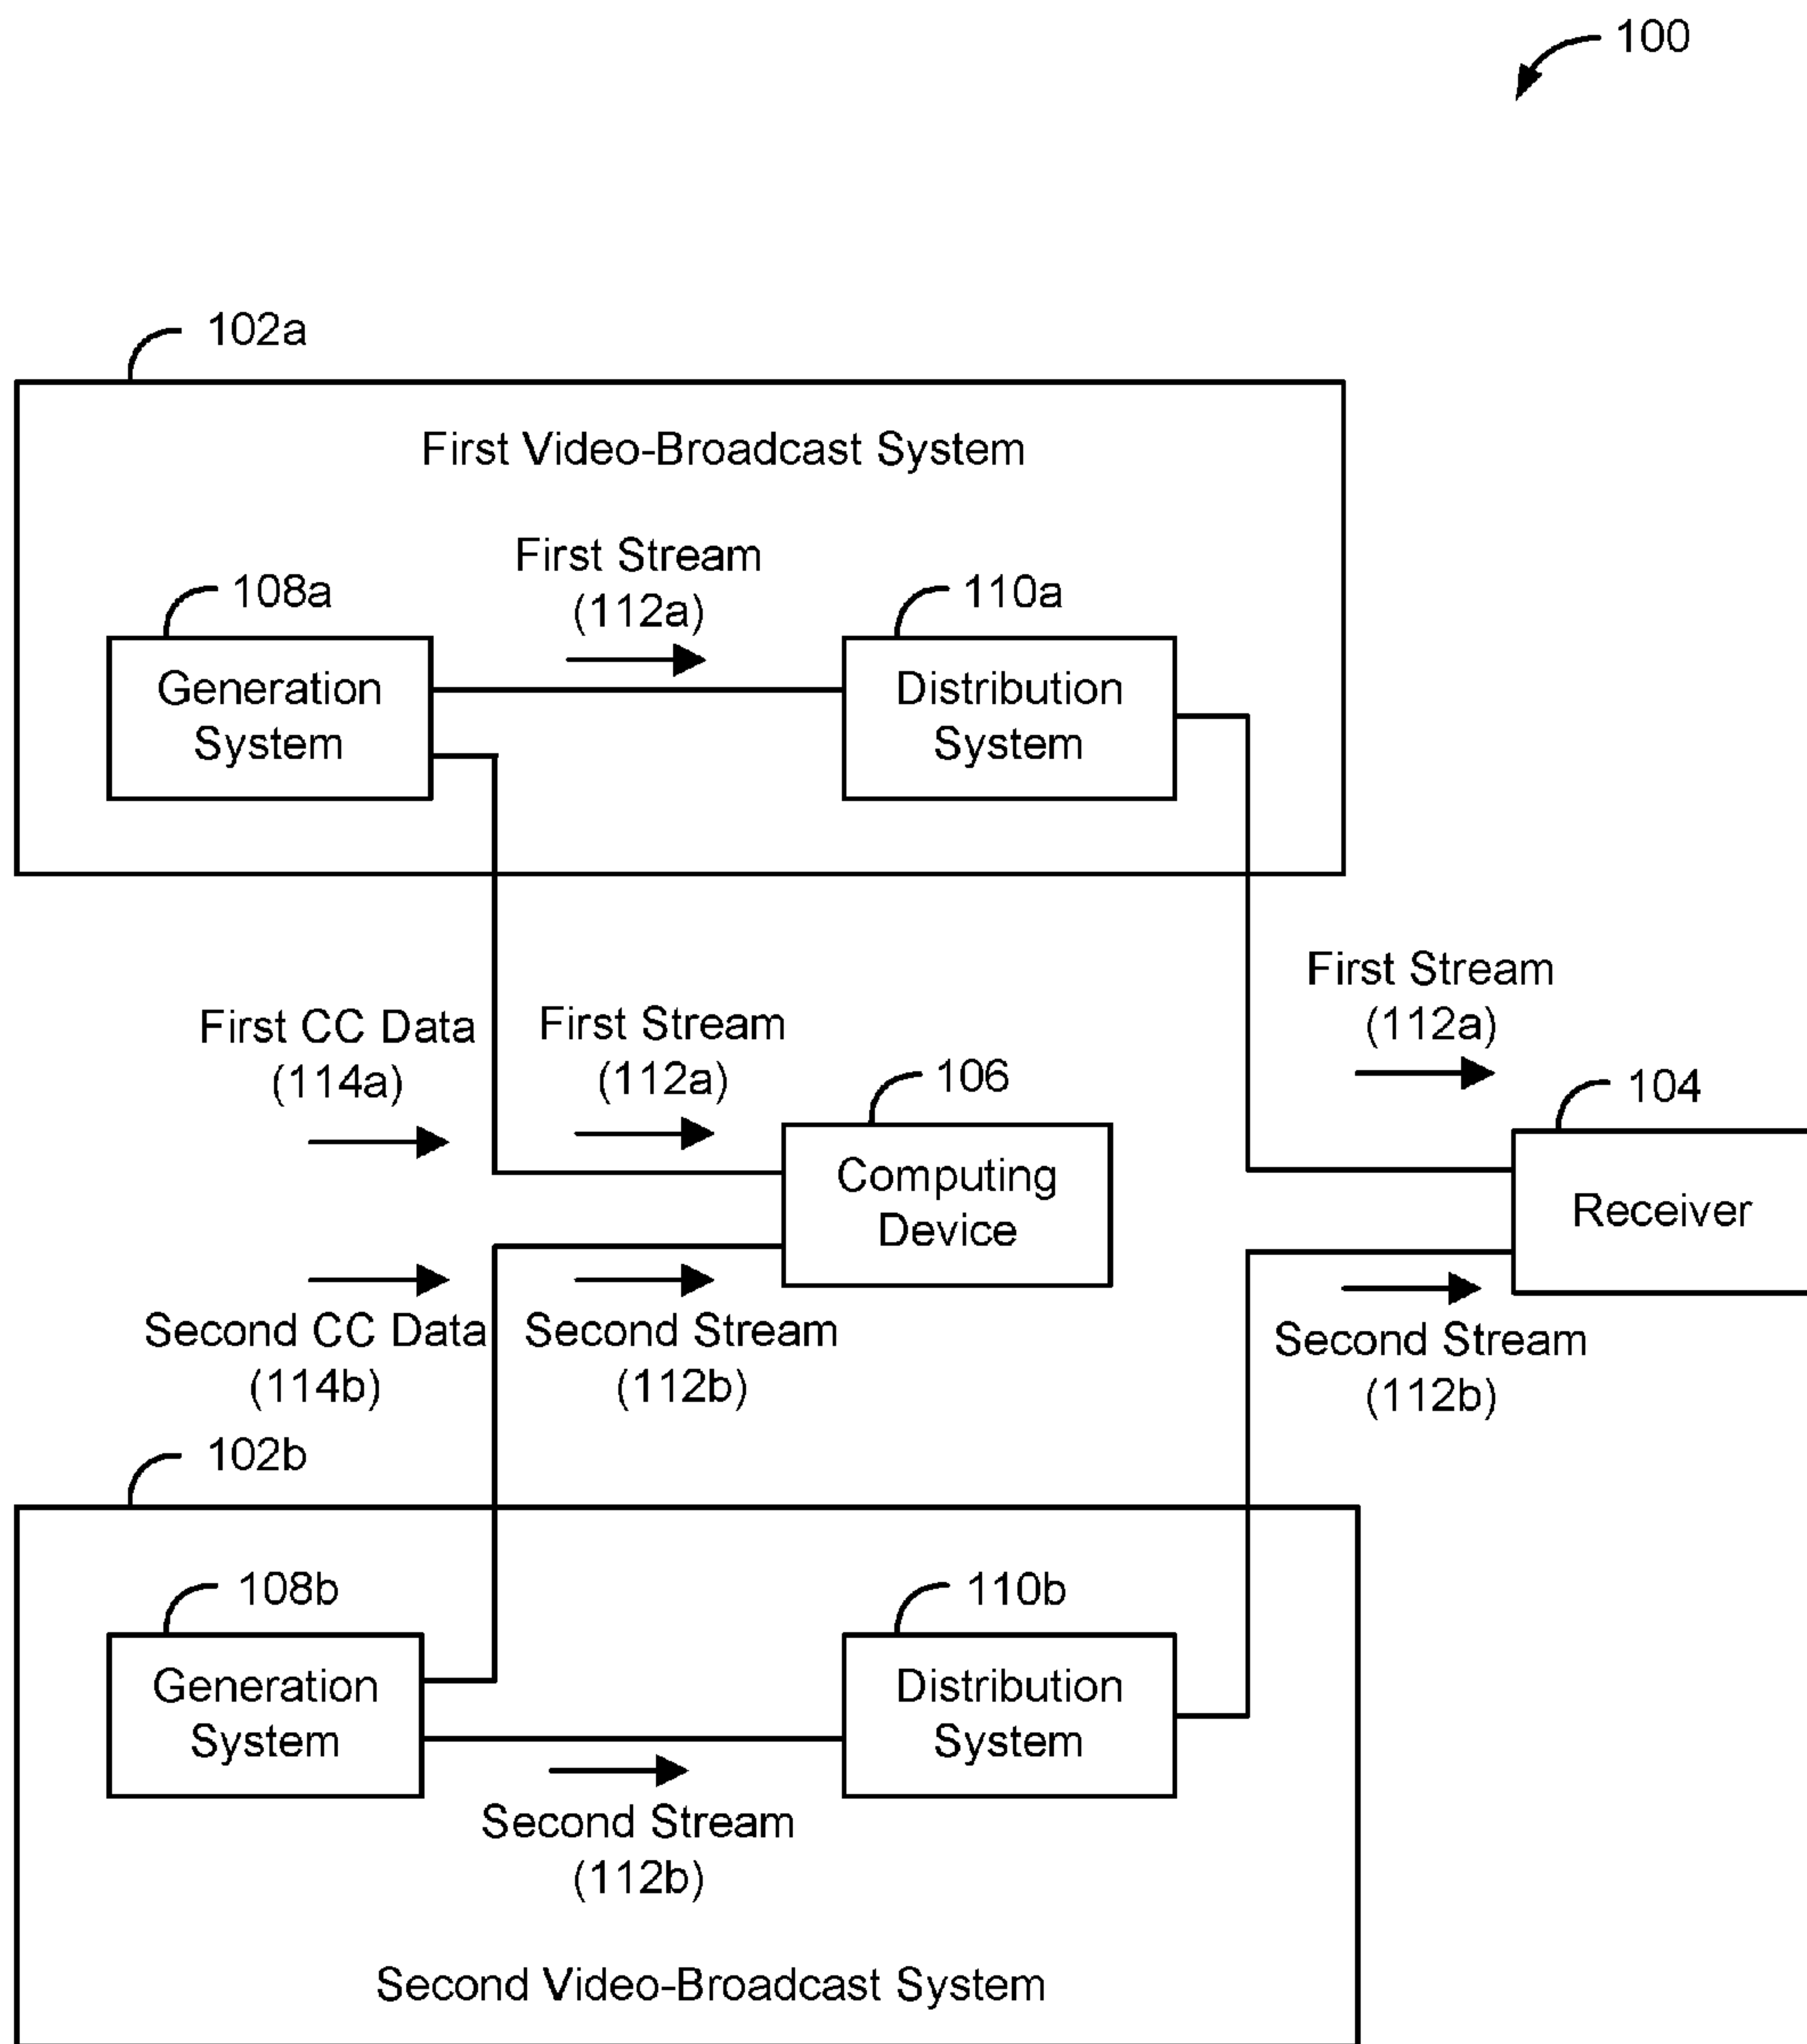 100
102a
First Video-Broadcast System
First Stream
(112a)
108a
110a
Generation
System
Distribution
System
First CC Data
(114a)
First Stream
(112a)
First Stream
(112a)
106
104
Computing
Device
Receiver
Second CC Data
(114b)
Second Stream
(112b)
Second Stream
(112b)
102b
108b
110b
Generation
System
Distribution
System
Second Stream
(112b)
Second Video-Broadcast System